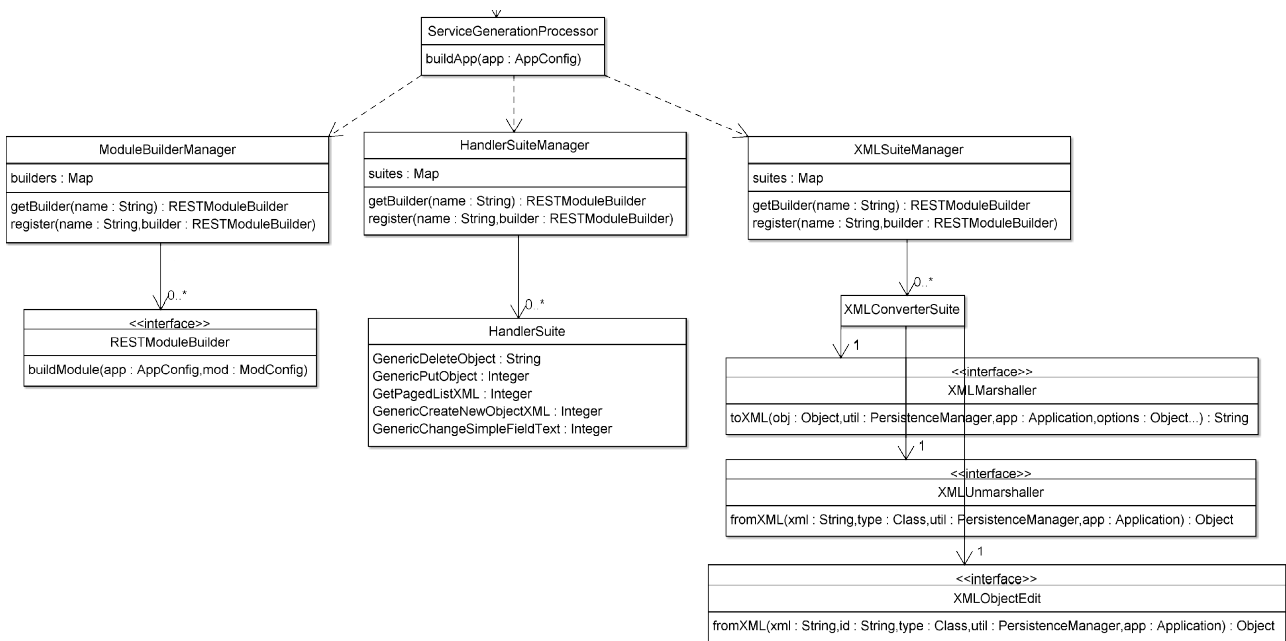 ServiceGenerationProcessor
buildApp(app : AppConfig)
ModuleBuilderManager
builders : Map
getBuilder(name : String) : RESTModuleBuilder
register(name : String,builder : RESTModuleBuilder)
HandlerSuiteManager
suites : Map
getBuilder(name : String) : RESTModuleBuilder
register(name : String,builder : RESTModuleBuilder)
XMLSuiteManager
suites : Map
getBuilder(name : String) : RESTModuleBuilder
register(name : String,builder : RESTModuleBuilder)
0..*
<<interface>>
RESTModuleBuilder
buildModule(app : AppConfig,mod : ModConfig)
0..*
HandlerSuite
GenericDeleteObject : String
GenericPutObject : Integer
GetPagedListXML : Integer
GenericCreateNewObjectXML : Integer
GenericChangeSimpleFieldText : Integer
0..*
XMLConverterSuite
1
<<interface>>
XMLMarshaller
toXML(obj : Object,util : PersistenceManager,app : Application,options : Object...) : String
1
<<interface>>
XMLUnmarshaller
fromXML(xml : String,type : Class,util : PersistenceManager,app : Application) : Object
1
<<interface>>
XMLObjectEdit
fromXML(xml : String,id : String,type : Class,util : PersistenceManager,app : Application) : Object